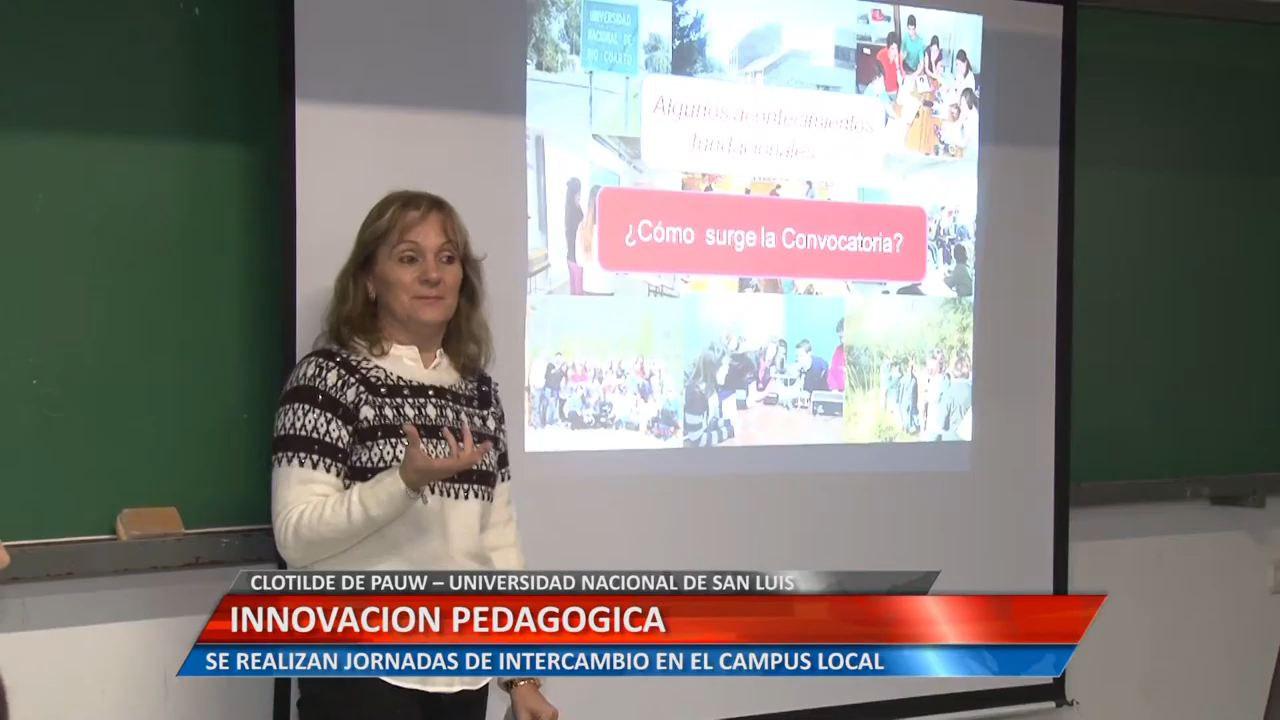 UNIVERSIDAD
NACIONAL DE
RIO CUARTO
Algunos acontecimientos
fundacionales...
¿Cómo surge la Convocatoria?
CLOTILDE DE PAUW – UNIVERSIDAD NACIONAL DE SAN LUIS
INNOVACION PEDAGOGICA
SE REALIZAN JORNADAS DE INTERCAMBIO EN EL CAMPUS LOCAL